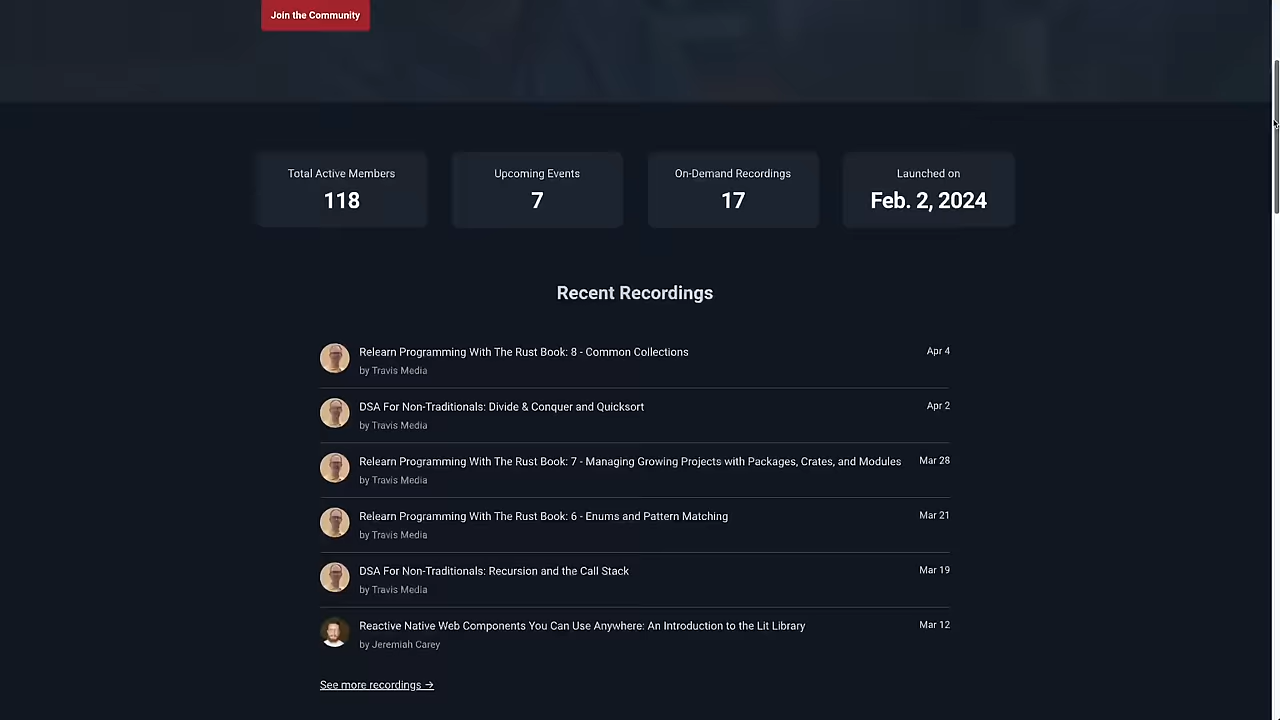 Join the Community
Total Active Members
118
Upcoming Events
7
On-Demand Recordings
17
Launched on
Feb. 2, 2024
Recent Recordings
Relearn Programming With The Rust Book: 8 - Common Collections
Apr 4
by Travis Media
DSA For Non-Traditionals: Divide & Conquer and Quicksort
Apr 2
by Travis Media
Relearn Programming With The Rust Book: 7 - Managing Growing Projects with Packages, Crates, and Modules
Mar 28
by Travis Media
Relearn Programming With The Rust Book: 6 - Enums and Pattern Matching
Mar 21
by Travis Media
DSA For Non-Traditionals: Recursion and the Call Stack
Mar 19
by Travis Media
Reactive Native Web Components You Can Use Anywhere: An Introduction to the Lit Library
Mar 12
by Jeremiah Carey
See more recordings →